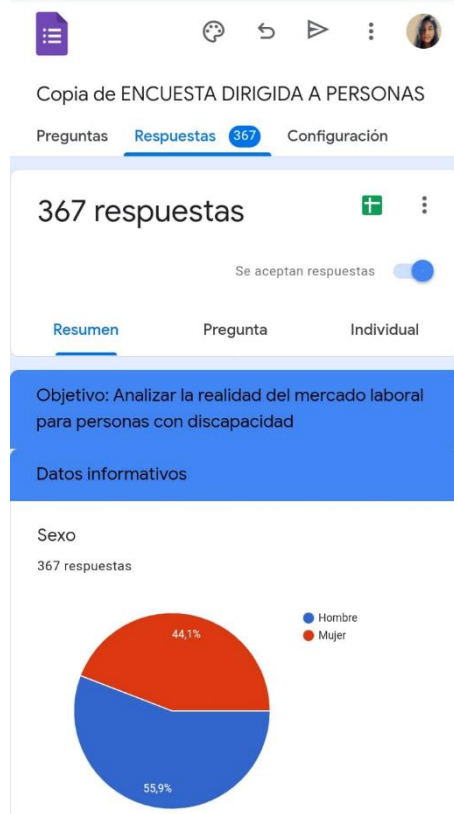 Copia de ENCUESTA DIRIGIDA A PERSONAS
Preguntas Respuestas 367 Configuración
367 respuestas
Se aceptan respuestas
Resumen Pregunta Individual
Objetivo: Analizar la realidad del mercado laboral
para personas con discapacidad
Datos informativos
Sexo
367 respuestas
Hombre
Mujer
44,1%
55,9%